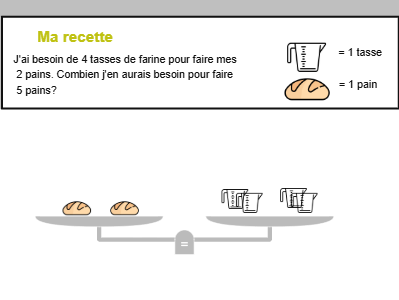 Ma recette
J'ai besoin de 4 tasses de farine pour faire mes
2 pains. Combien j'en aurais besoin pour faire
5 pains?
= 1 tasse
= 1 pain
=